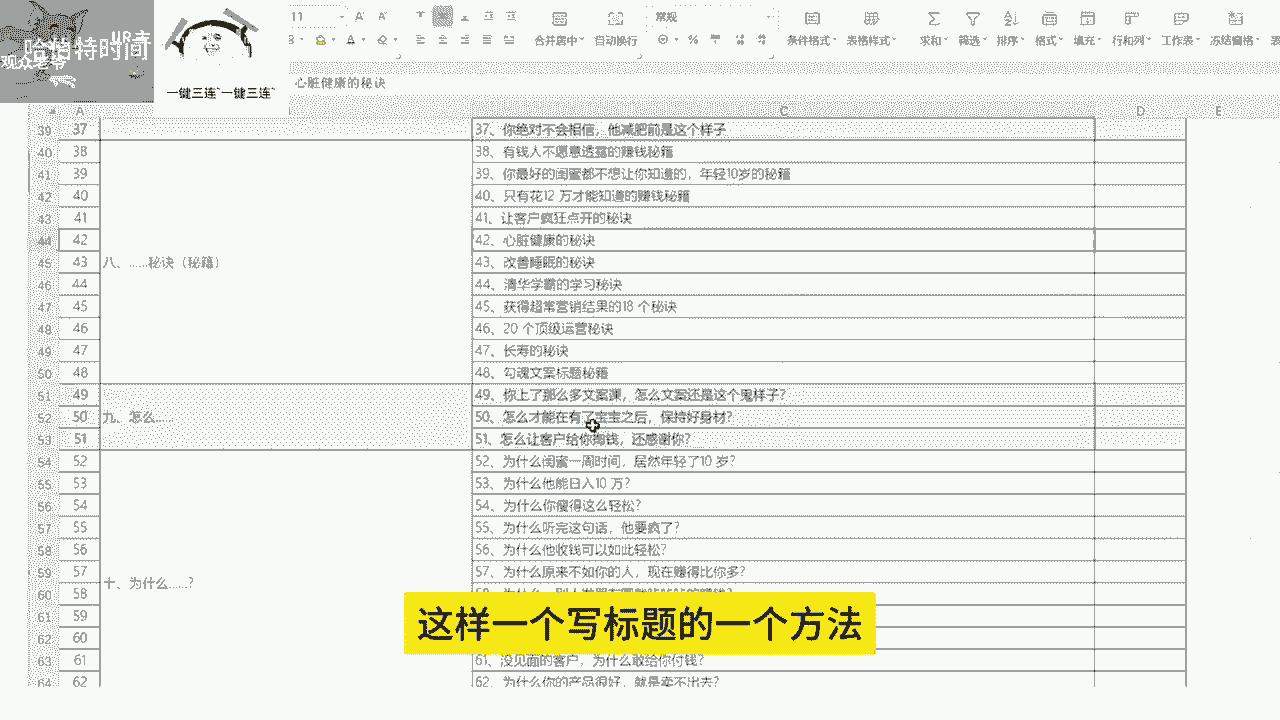 UP主
哈悄特时间
观众老爷
一键三连~一键三连~
11
常规
合并居中
自动换行
条件格式
表格样式
求和
筛选
排序
格式
填充
行和列
工作表
冻结窗格
心脏健康的秘诀
A
C
D
E
39 37 37、你绝对不会相信，他减肥前是这个样子
40 38 38、有钱人不愿意透露的赚钱秘籍
41 39 39、你最好的闺蜜都不想让你知道的，年轻10岁的秘籍
42 40 40、只有花12 万才能知道的赚钱秘籍
43 41 41、让客户疯狂点开的秘诀
44 42 42、心脏健康的秘诀
45 43 八、……秘诀（秘籍） 43、改善睡眠的秘诀
46 44 44、清华学霸的学习秘诀
47 45 45、获得超常营销结果的18 个秘诀
48 46 46、20 个顶级运营秘诀
49 47 47、长寿的秘诀
50 48 48、勾魂文案标题秘籍
51 49 49、你上了那么多文案课，怎么文案还是这个鬼样子?
52 50 九、怎么…… 50、怎么才能在有了宝宝之后，保持好身材?
53 51 51、怎么让客户给你掏钱，还感谢你?
54 52 52、为什么闺蜜一周时间，居然年轻了10 岁?
55 53 53、为什么他能日入10 万?
56 54 54、为什么你瘦得这么轻松?
57 55 55、为什么听完这句话，他要疯了?
58 56 56、为什么他收钱可以如此轻松?
59 57 十、为什么……? 57、为什么原来不如你的人，现在赚得比你多?
60 58
61 59
62 60
63 61 61、没见面的客户，为什么敢给你付钱?
64 62 62、为什么你的产品很好，就是卖不出去?
这样一个写标题的一个方法